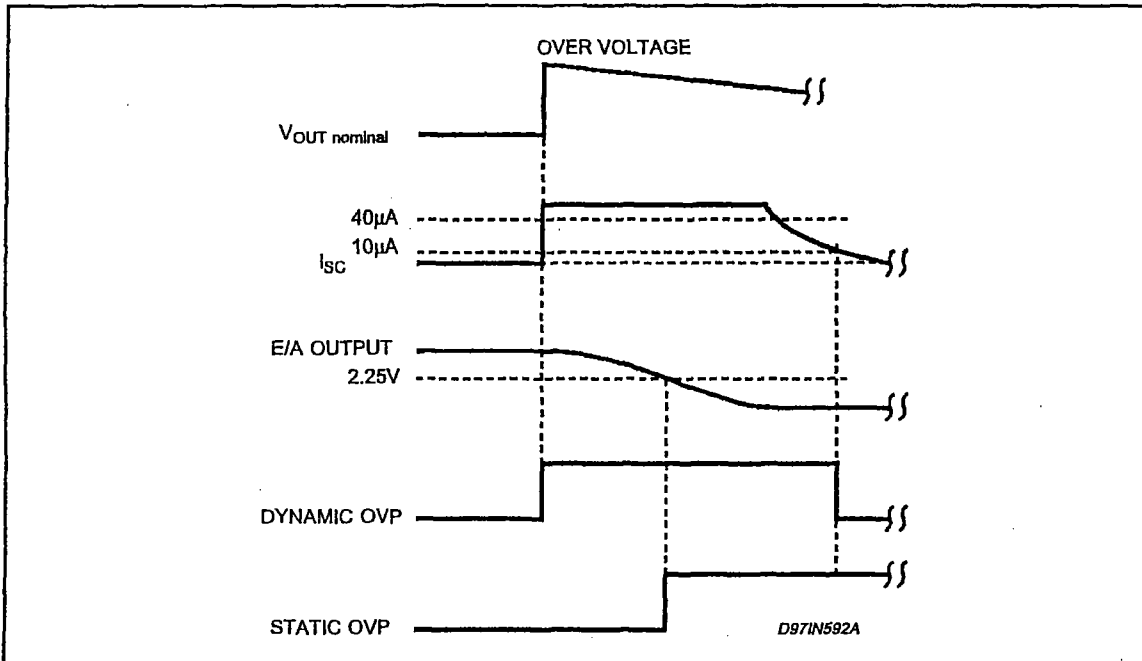 OVER VOLTAGE
VOUT nominal
40µA
10µA
ISC
E/A OUTPUT
2.25V
DYNAMIC OVP
STATIC OVP
D97IN592A